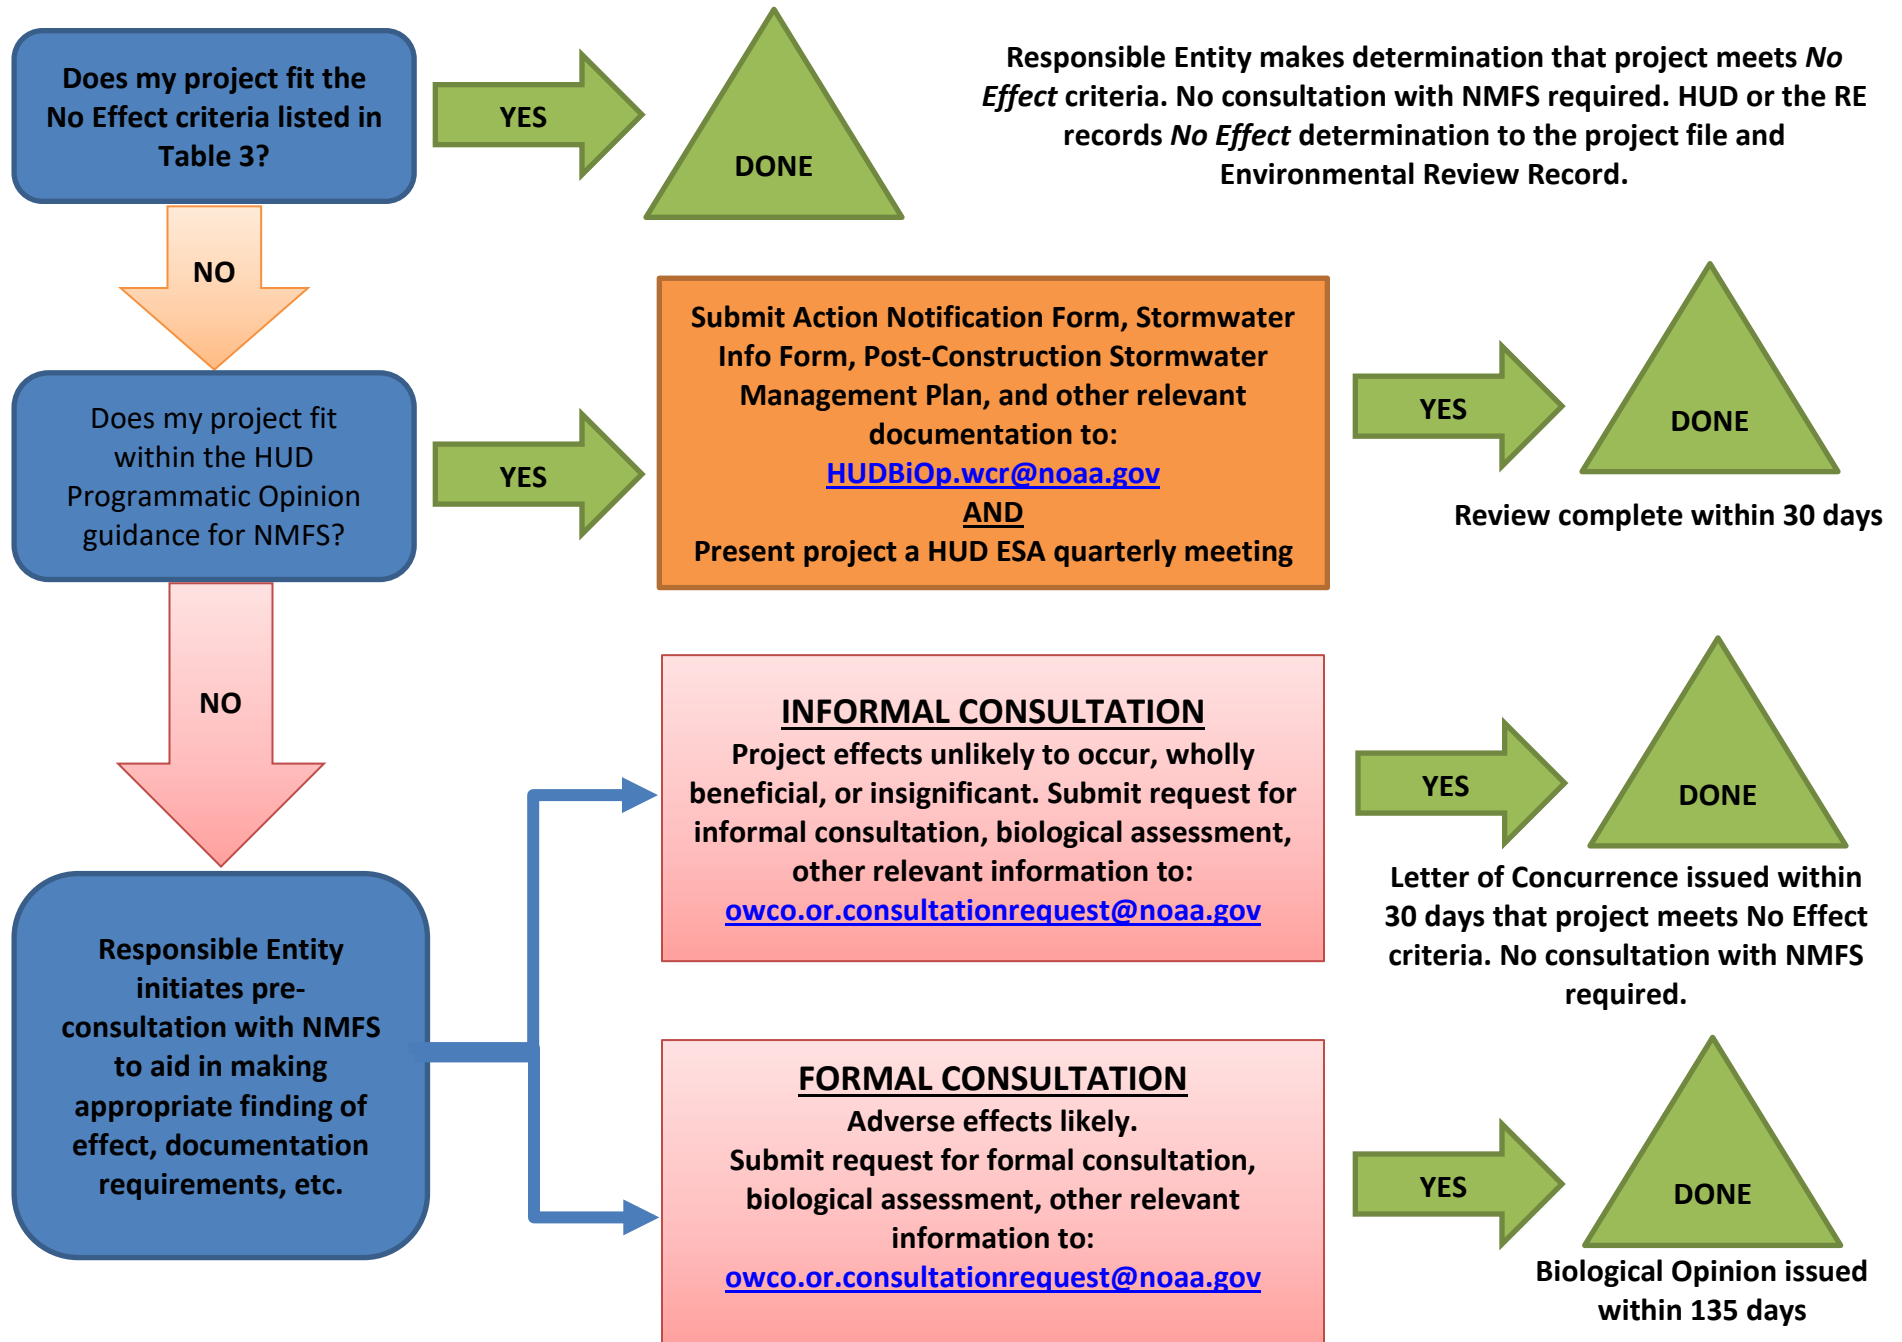 Does my project fit the
No Effect criteria listed in
Table 3?
YES
DONE
Responsible Entity makes determination that project meets No
Effect criteria. No consultation with NMFS required. HUD or the RE
records No Effect determination to the project file and
Environmental Review Record.
NO
Does my project fit
within the HUD
Programmatic Opinion
guidance for NMFS?
YES
Submit Action Notification Form, Stormwater
Info Form, Post-Construction Stormwater
Management Plan, and other relevant
documentation to:
HUDBiOp.wcr@noaa.gov
AND
Present project a HUD ESA quarterly meeting
YES
DONE
Review complete within 30 days
NO
Responsible Entity
initiates pre-
consultation with NMFS
to aid in making
appropriate finding of
effect, documentation
requirements, etc.
INFORMAL CONSULTATION
Project effects unlikely to occur, wholly
beneficial, or insignificant. Submit request for
informal consultation, biological assessment,
other relevant information to:
owco.or.consultationrequest@noaa.gov
YES
DONE
Letter of Concurrence issued within
30 days that project meets No Effect
criteria. No consultation with NMFS
required.
FORMAL CONSULTATION
Adverse effects likely.
Submit request for formal consultation,
biological assessment, other relevant
information to:
owco.or.consultationrequest@noaa.gov
YES
DONE
Biological Opinion issued
within 135 days